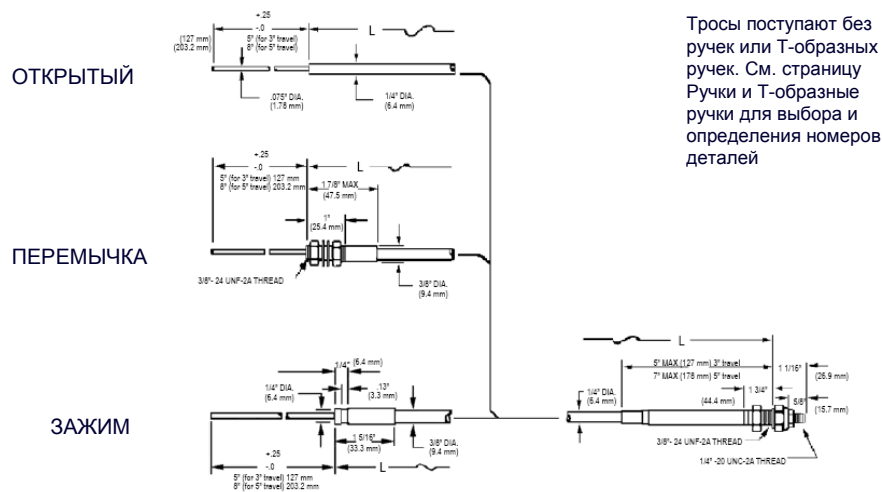 Тросы поступают без
ручек или Т-образных
ручек. См. страницу
Ручки и Т-образные
ручки для выбора и
определения номеров
деталей
ОТКРЫТЫЙ
+.25
-.0
(127 mm) 5" (for 3" travel)
(203.2 mm) 8" (for 5" travel)
L
.075" DIA.
(1.78 mm)
1/4" DIA.
(6.4 mm)
ПЕРЕМЫЧКА
+.25
-.0
5" (for 3" travel) 127 mm
8" (for 5" travel) 203.2 mm
L
1 7/8" MAX
(47.5 mm)
1"
(25.4 mm)
3/8"- 24 UNF-2A THREAD
3/8" DIA.
(9.4 mm)
ЗАЖИМ
1/4" (6.4 mm)
1/4" DIA.
(6.4 mm)
.13"
(3.3 mm)
1 5/16"
(33.3 mm)
3/8" DIA.
(9.4 mm)
+.25
-.0
5" (for 3" travel) 127 mm
8" (for 5" travel) 203.2 mm
L
L
5" MAX (127 mm) 3" travel
7" MAX (178 mm) 5" travel
1 1/16"
(26.9 mm)
1/4" DIA.
(6.4 mm)
1 3/4"
(44.4 mm)
5/8"
(15.7 mm)
3/8"- 24 UNF-2A THREAD
1/4" -20 UNC-2A THREAD